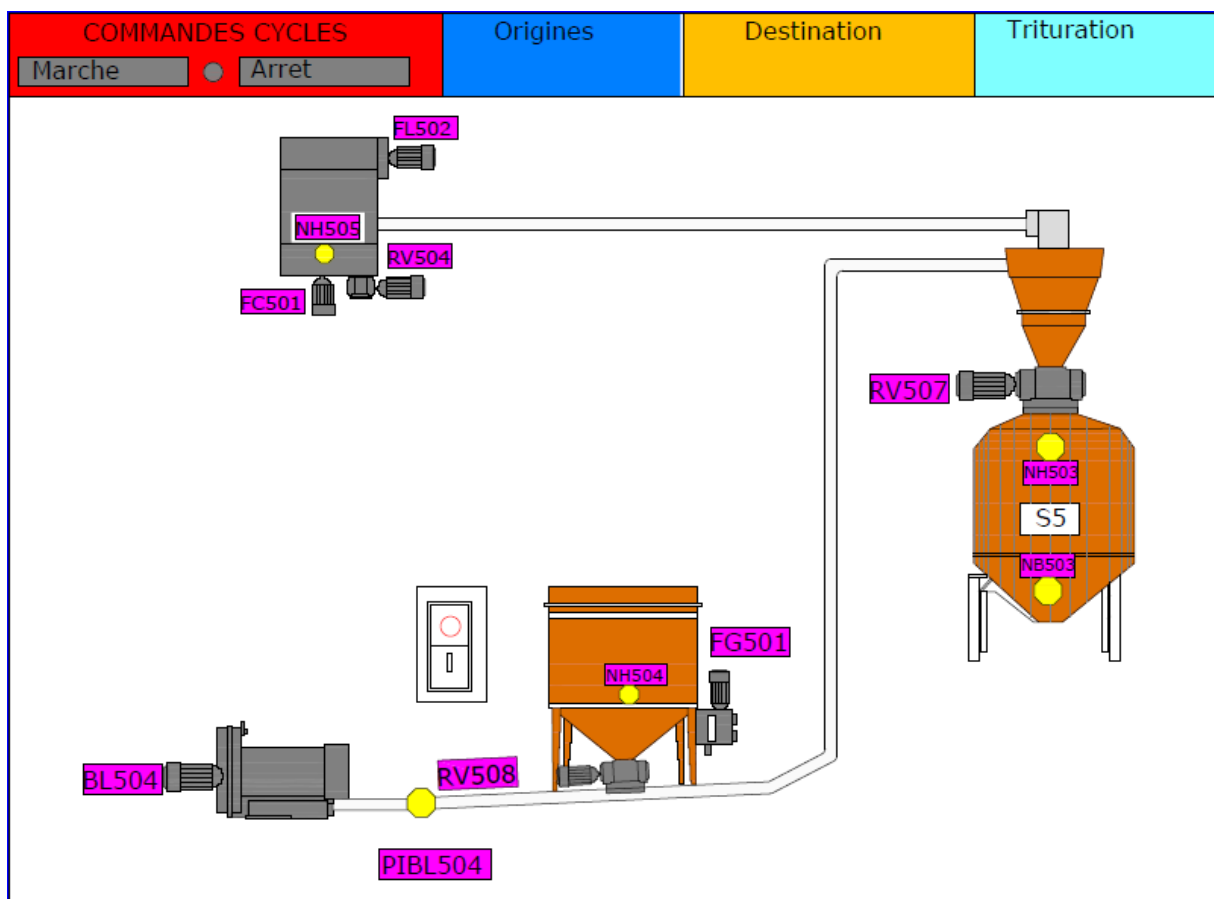 COMMANDES CYCLES
Marche
Arret
Origines
Destination
Trituration
FL502
NH505
RV504
FC501
RV507
NH503
S5
NB503
FG501
NH504
RV508
BL504
PIBL504